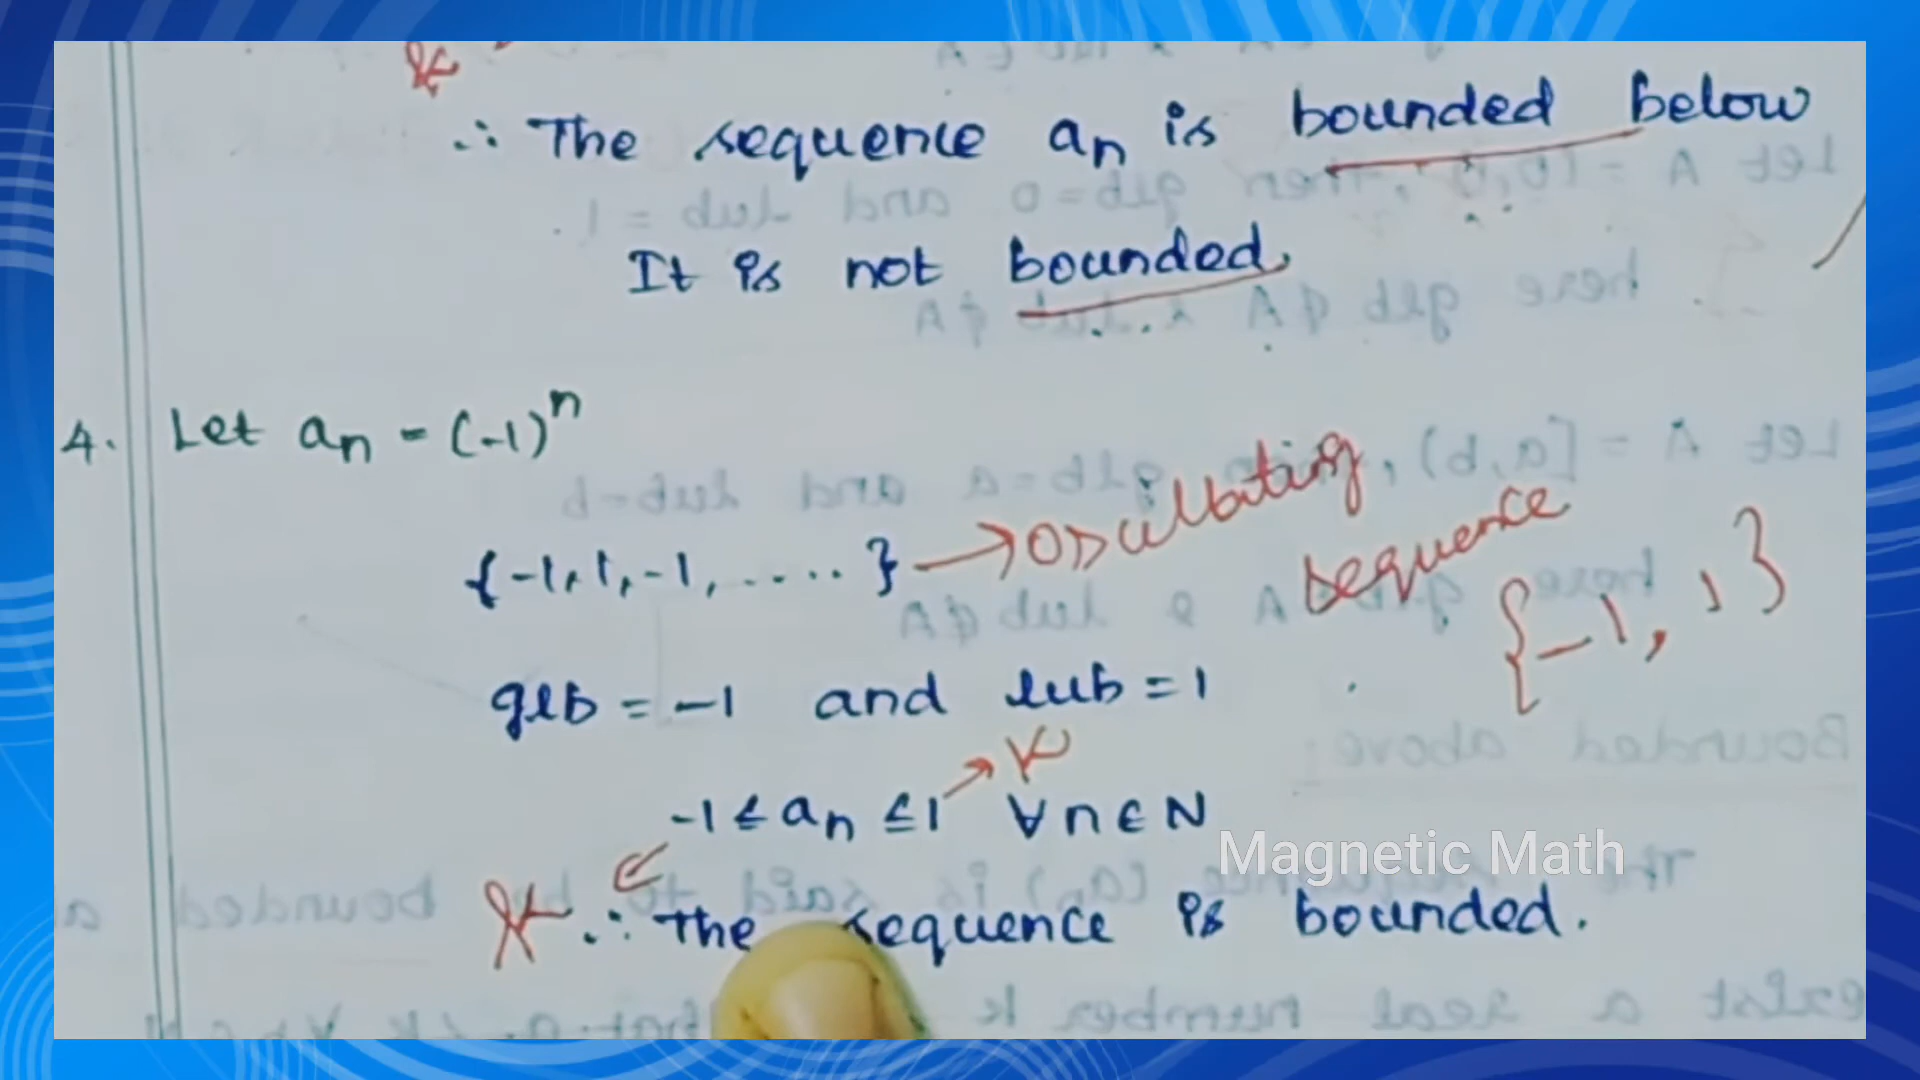 ∴ The sequence aₙ is bounded below
It is not bounded.
4. Let aₙ = (-1)ⁿ
{-1, 1, -1, ..... } → Oscillating sequence
{-1, 1}
glb = -1 and lub = 1
K
-1 ≤ aₙ ≤ 1 ∀ n ∈ N
Magnetic Math
∴ The sequence is bounded.